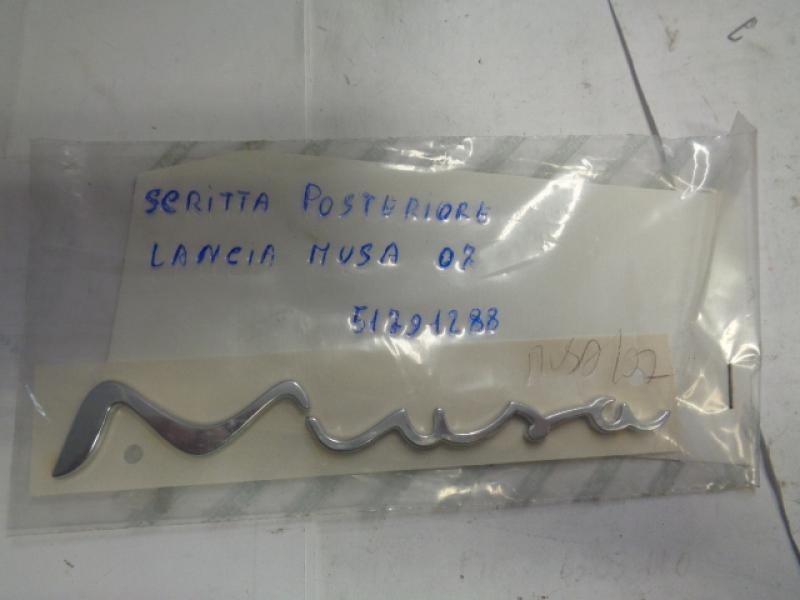 SCRITTA POSTERIORE
LANCIA MUSA 07
51791288
MUSA/07
Musa